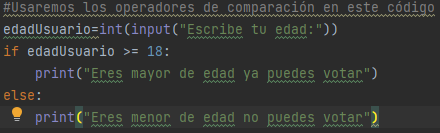 #Usaremos los operadores de comparación en este código
edadUsuario=int(input("Escribe tu edad:"))
if edadUsuario >= 18:
    print("Eres mayor de edad ya puedes votar")
else:
    print("Eres menor de edad no puedes votar")